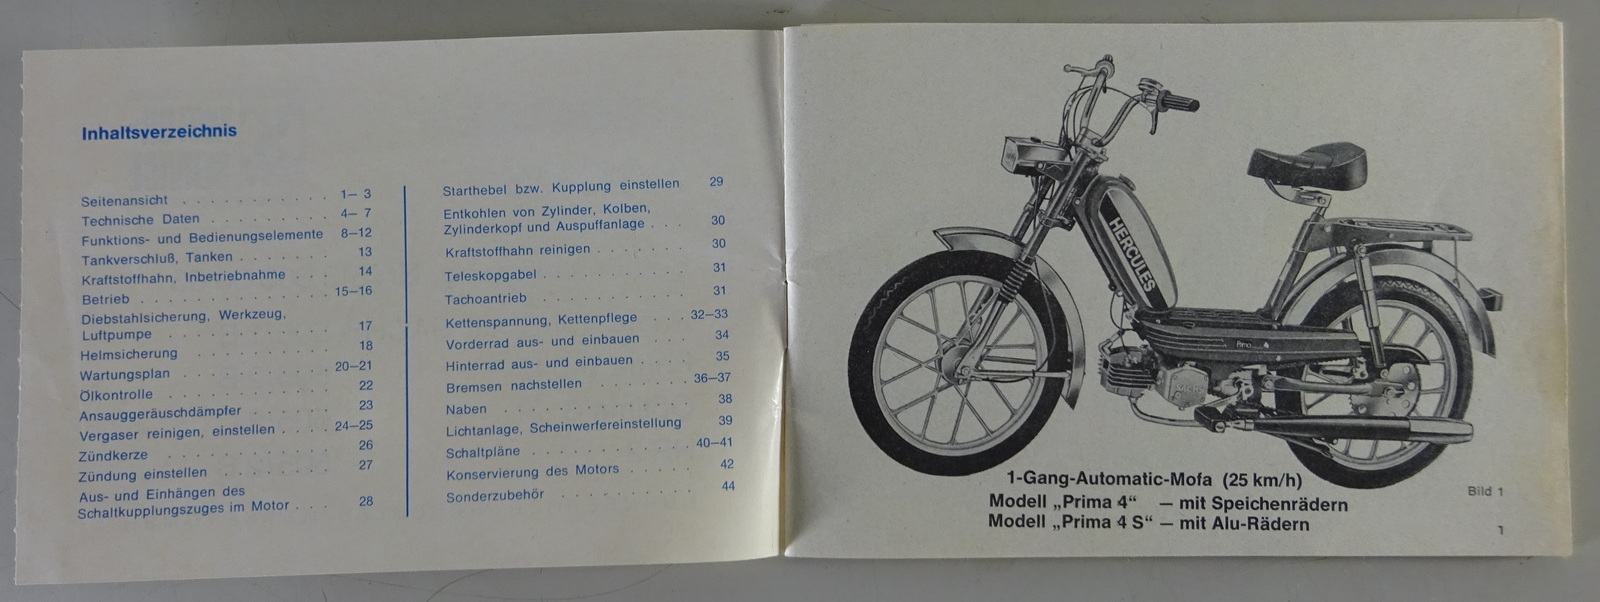 Inhaltsverzeichnis
Seitenansicht . . . . . . . . . . . 1— 3
Technische Daten . . . . . . . . . 4— 7
Funktions- und Bedienungselemente 8—12
Tankverschluß, Tanken . . . . . . . 13
Kraftstoffhahn, Inbetriebnahme . . . 14
Betrieb . . . . . . . . . . . . . . 15—16
Diebstahlsicherung, Werkzeug,
Luftpumpe . . . . . . . . . . . . . 17
Helmsicherung . . . . . . . . . . 18
Wartungsplan . . . . . . . . . . . 20—21
Ölkontrolle . . . . . . . . . . . . 22
Ansauggeräuschdämpfer . . . . . . 23
Vergaser reinigen, einstellen . . . . 24—25
Zündkerze . . . . . . . . . . . . 26
Zündung einstellen . . . . . . . . 27
Aus- und Einhängen des
Schaltkupplungszuges im Motor . . . 28
Starthebel bzw. Kupplung einstellen 29
Entkohlen von Zylinder, Kolben,
Zylinderkopf und Auspuffanlage . . . 30
Kraftstoffhahn reinigen . . . . . . . 30
Teleskopgabel . . . . . . . . . . . 31
Tachoantrieb . . . . . . . . . . . 31
Kettenspannung, Kettenpflege . . . 32—33
Vorderrad aus- und einbauen . . . 34
Hinterrad aus- und einbauen . . . . 35
Bremsen nachstellen . . . . . . . 36—37
Naben . . . . . . . . . . . . . . 38
Lichtanlage, Scheinwerfereinstellung 39
Schaltpläne . . . . . . . . . . . . 40—41
Konservierung des Motors . . . . . 42
Sonderzubehör . . . . . . . . . . 44
HERCULES
Prima 4
SACHS
1-Gang-Automatic-Mofa (25 km/h)
Modell „Prima 4“ — mit Speichenrädern
Modell „Prima 4 S“ — mit Alu-Rädern
Bild 1
1